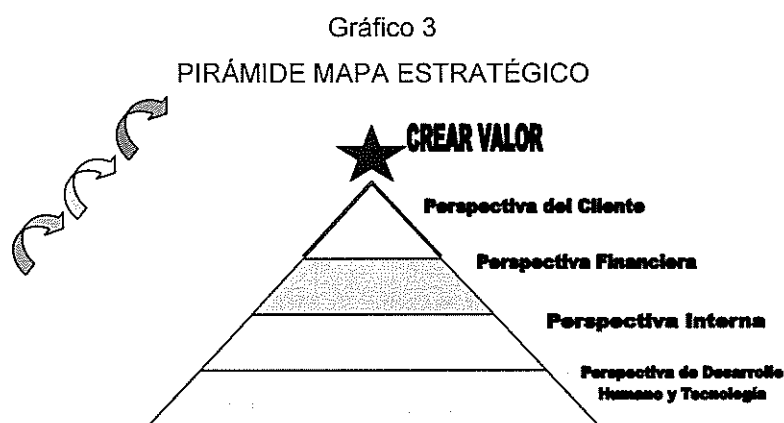 Gráfico 3
PIRÁMIDE MAPA ESTRATÉGICO
CREAR VALOR
Perspectiva del Cliente
Perspectiva Financiera
Perspectiva Interna
Perspectiva de Desarrollo
Humano y Tecnología